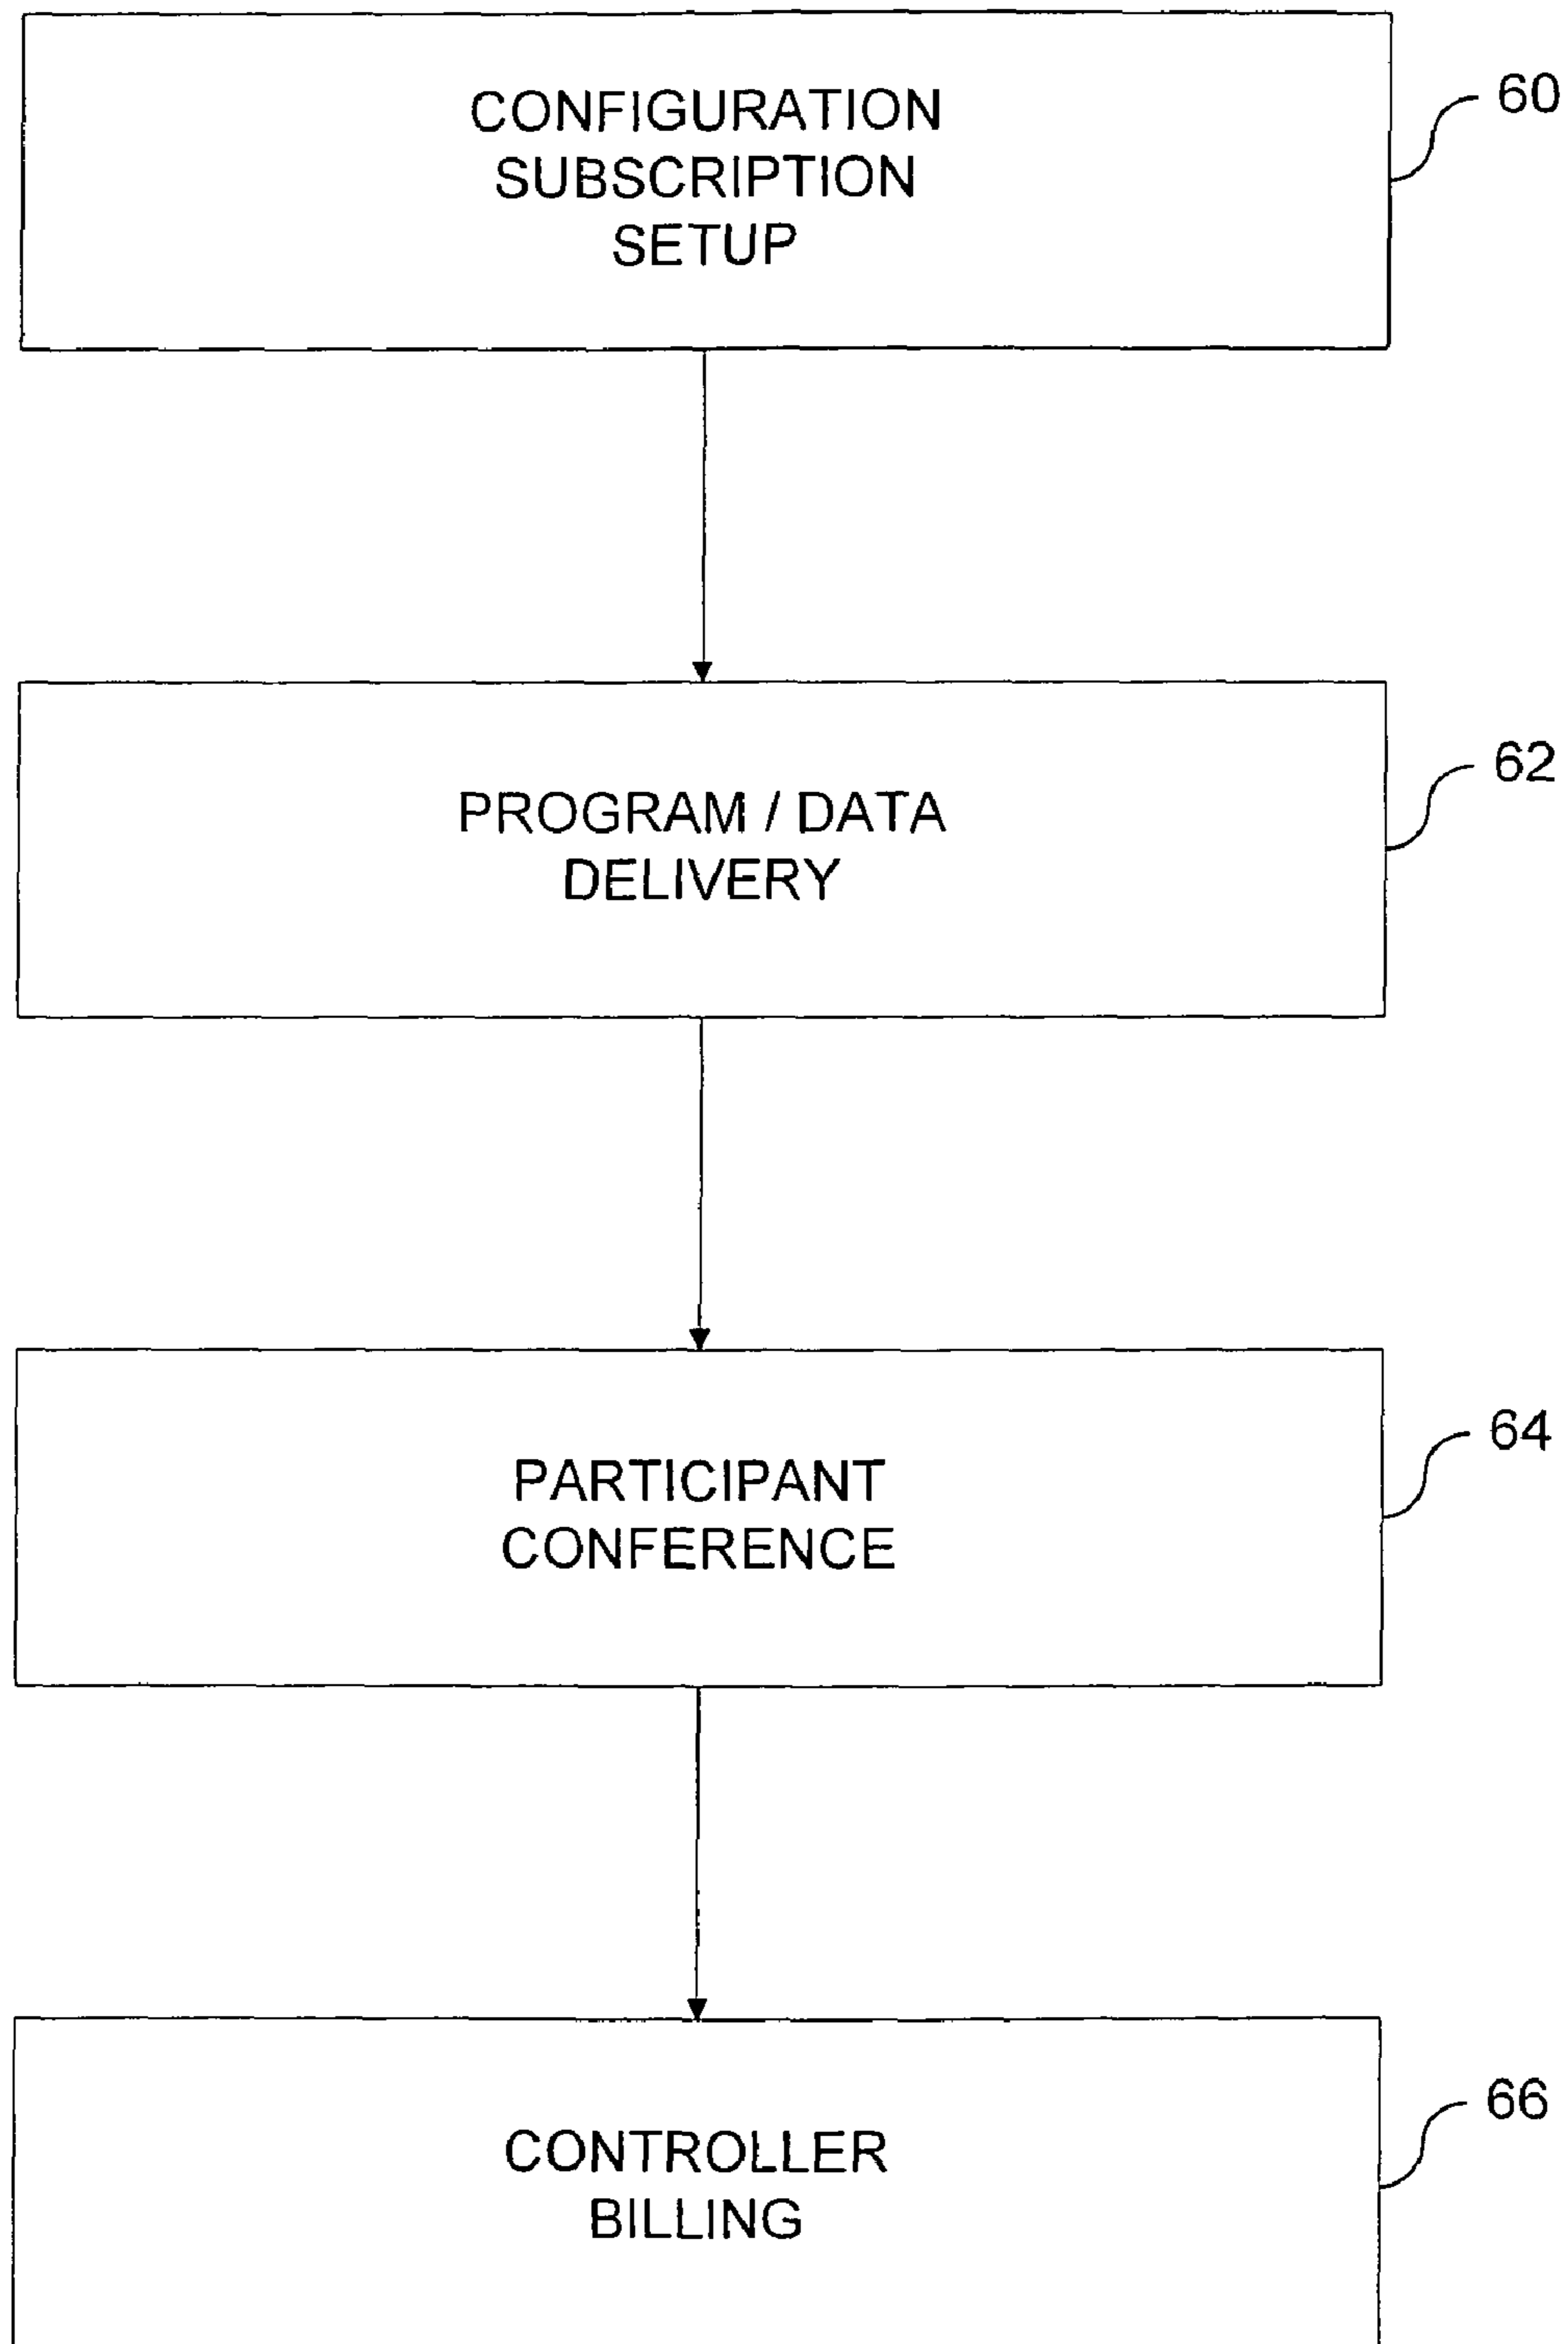 CONFIGURATION
SUBSCRIPTION
SETUP
60
PROGRAM / DATA
DELIVERY
62
PARTICIPANT
CONFERENCE
64
CONTROLLER
BILLING
66